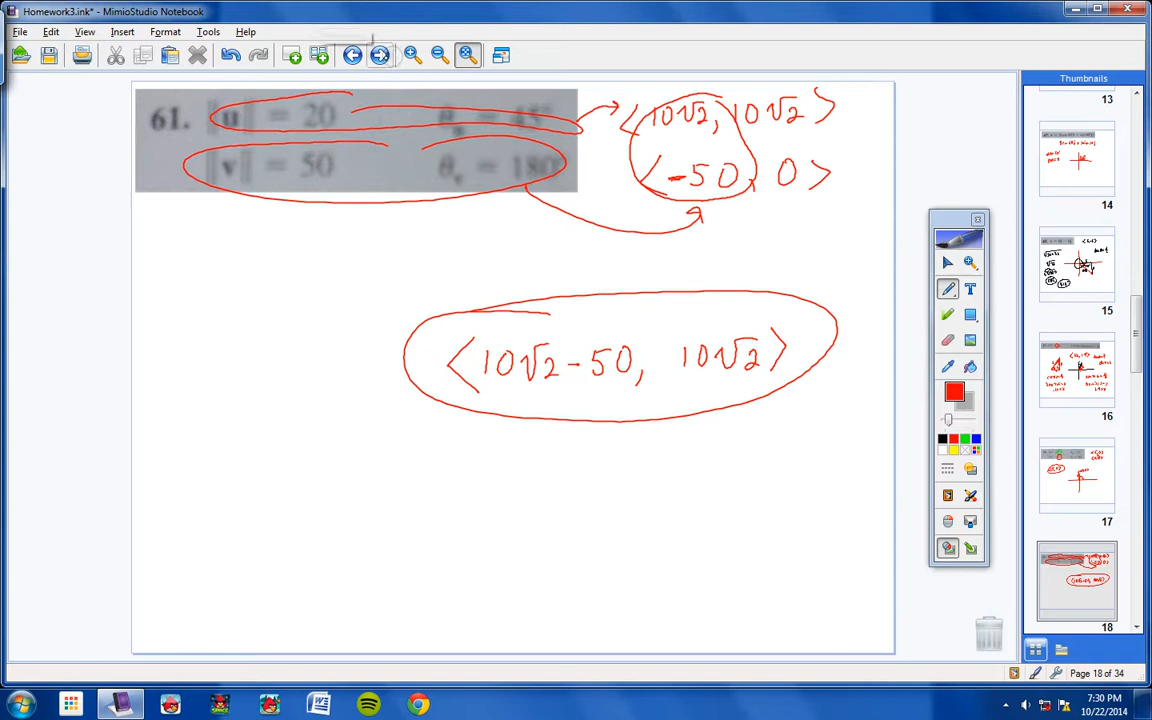 Homework3.ink* - MimioStudio Notebook
File Edit View Insert Format Tools Help
61. ||u|| = 20 θu = 45° <10√2, 10√2>
||v|| = 50 θv = 180° <-50, 0>
<10√2-50, 10√2>
Thumbnails
13
14
15
16
17
18
Page 18 of 34
7:30 PM
10/22/2014